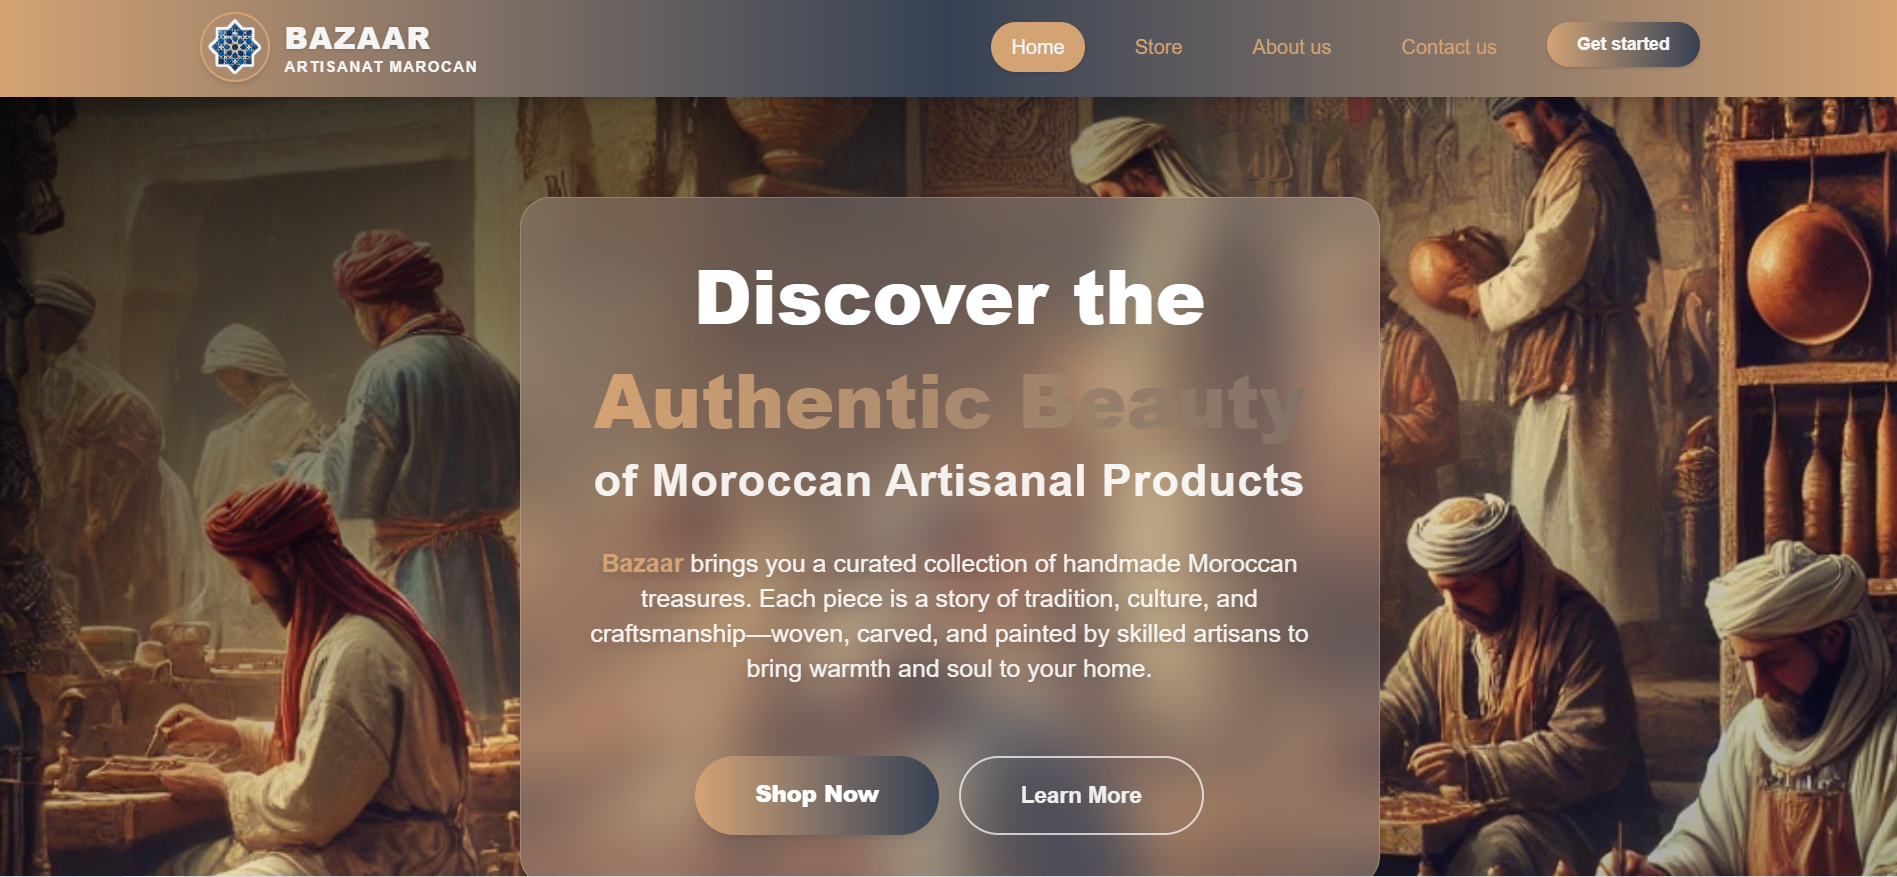 BAZAAR
ARTISANAT MAROCAN
Home
Store
About us
Contact us
Get started
Discover the
Authentic Beauty
of Moroccan Artisanal Products
Bazaar brings you a curated collection of handmade Moroccan
treasures. Each piece is a story of tradition, culture, and
craftsmanship—woven, carved, and painted by skilled artisans to
bring warmth and soul to your home.
Shop Now
Learn More